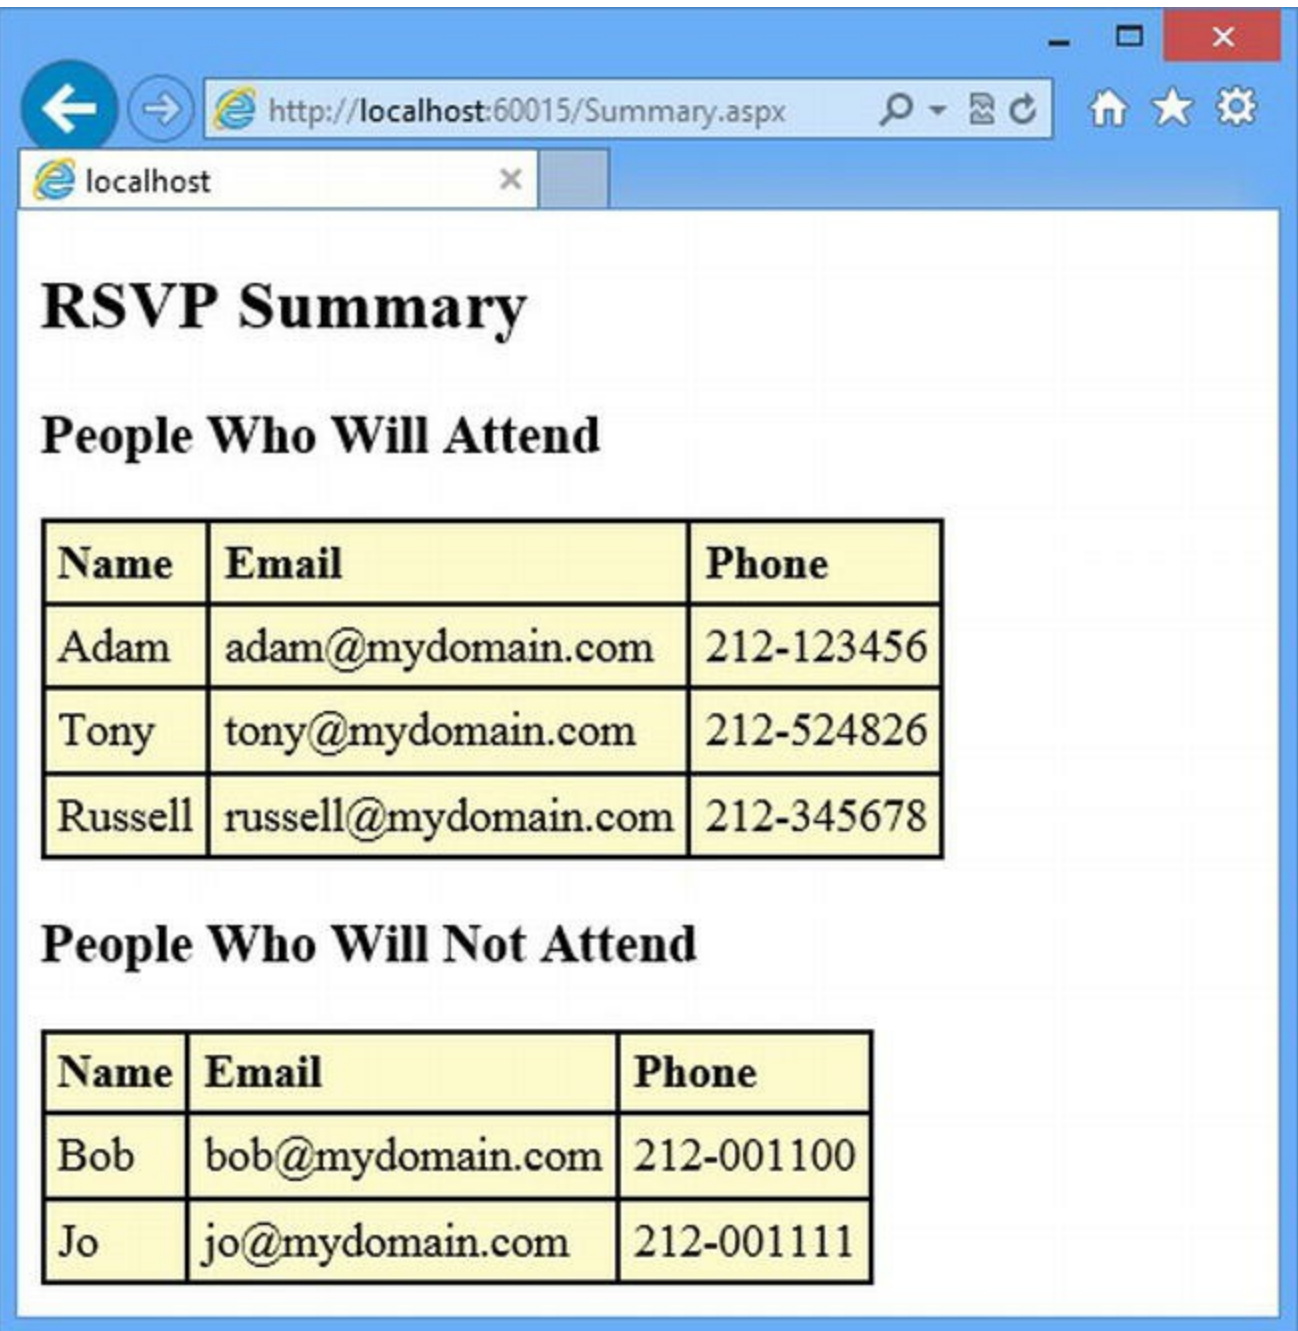 http://localhost:60015/Summary.aspx
localhost
RSVP Summary
People Who Will Attend
Name Email Phone
Adam adam@mydomain.com 212-123456
Tony tony@mydomain.com 212-524826
Russell russell@mydomain.com 212-345678
People Who Will Not Attend
Name Email Phone
Bob bob@mydomain.com 212-001100
Jo jo@mydomain.com 212-001111